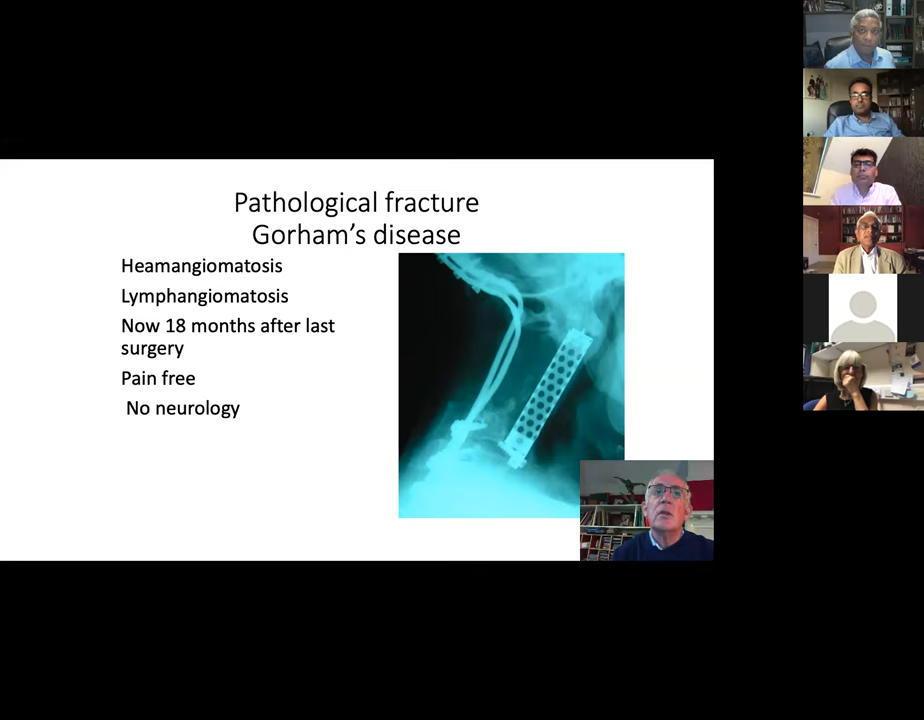 Pathological fracture
Gorham's disease
Heamangiomatosis
Lymphangiomatosis
Now 18 months after last
surgery
Pain free
No neurology